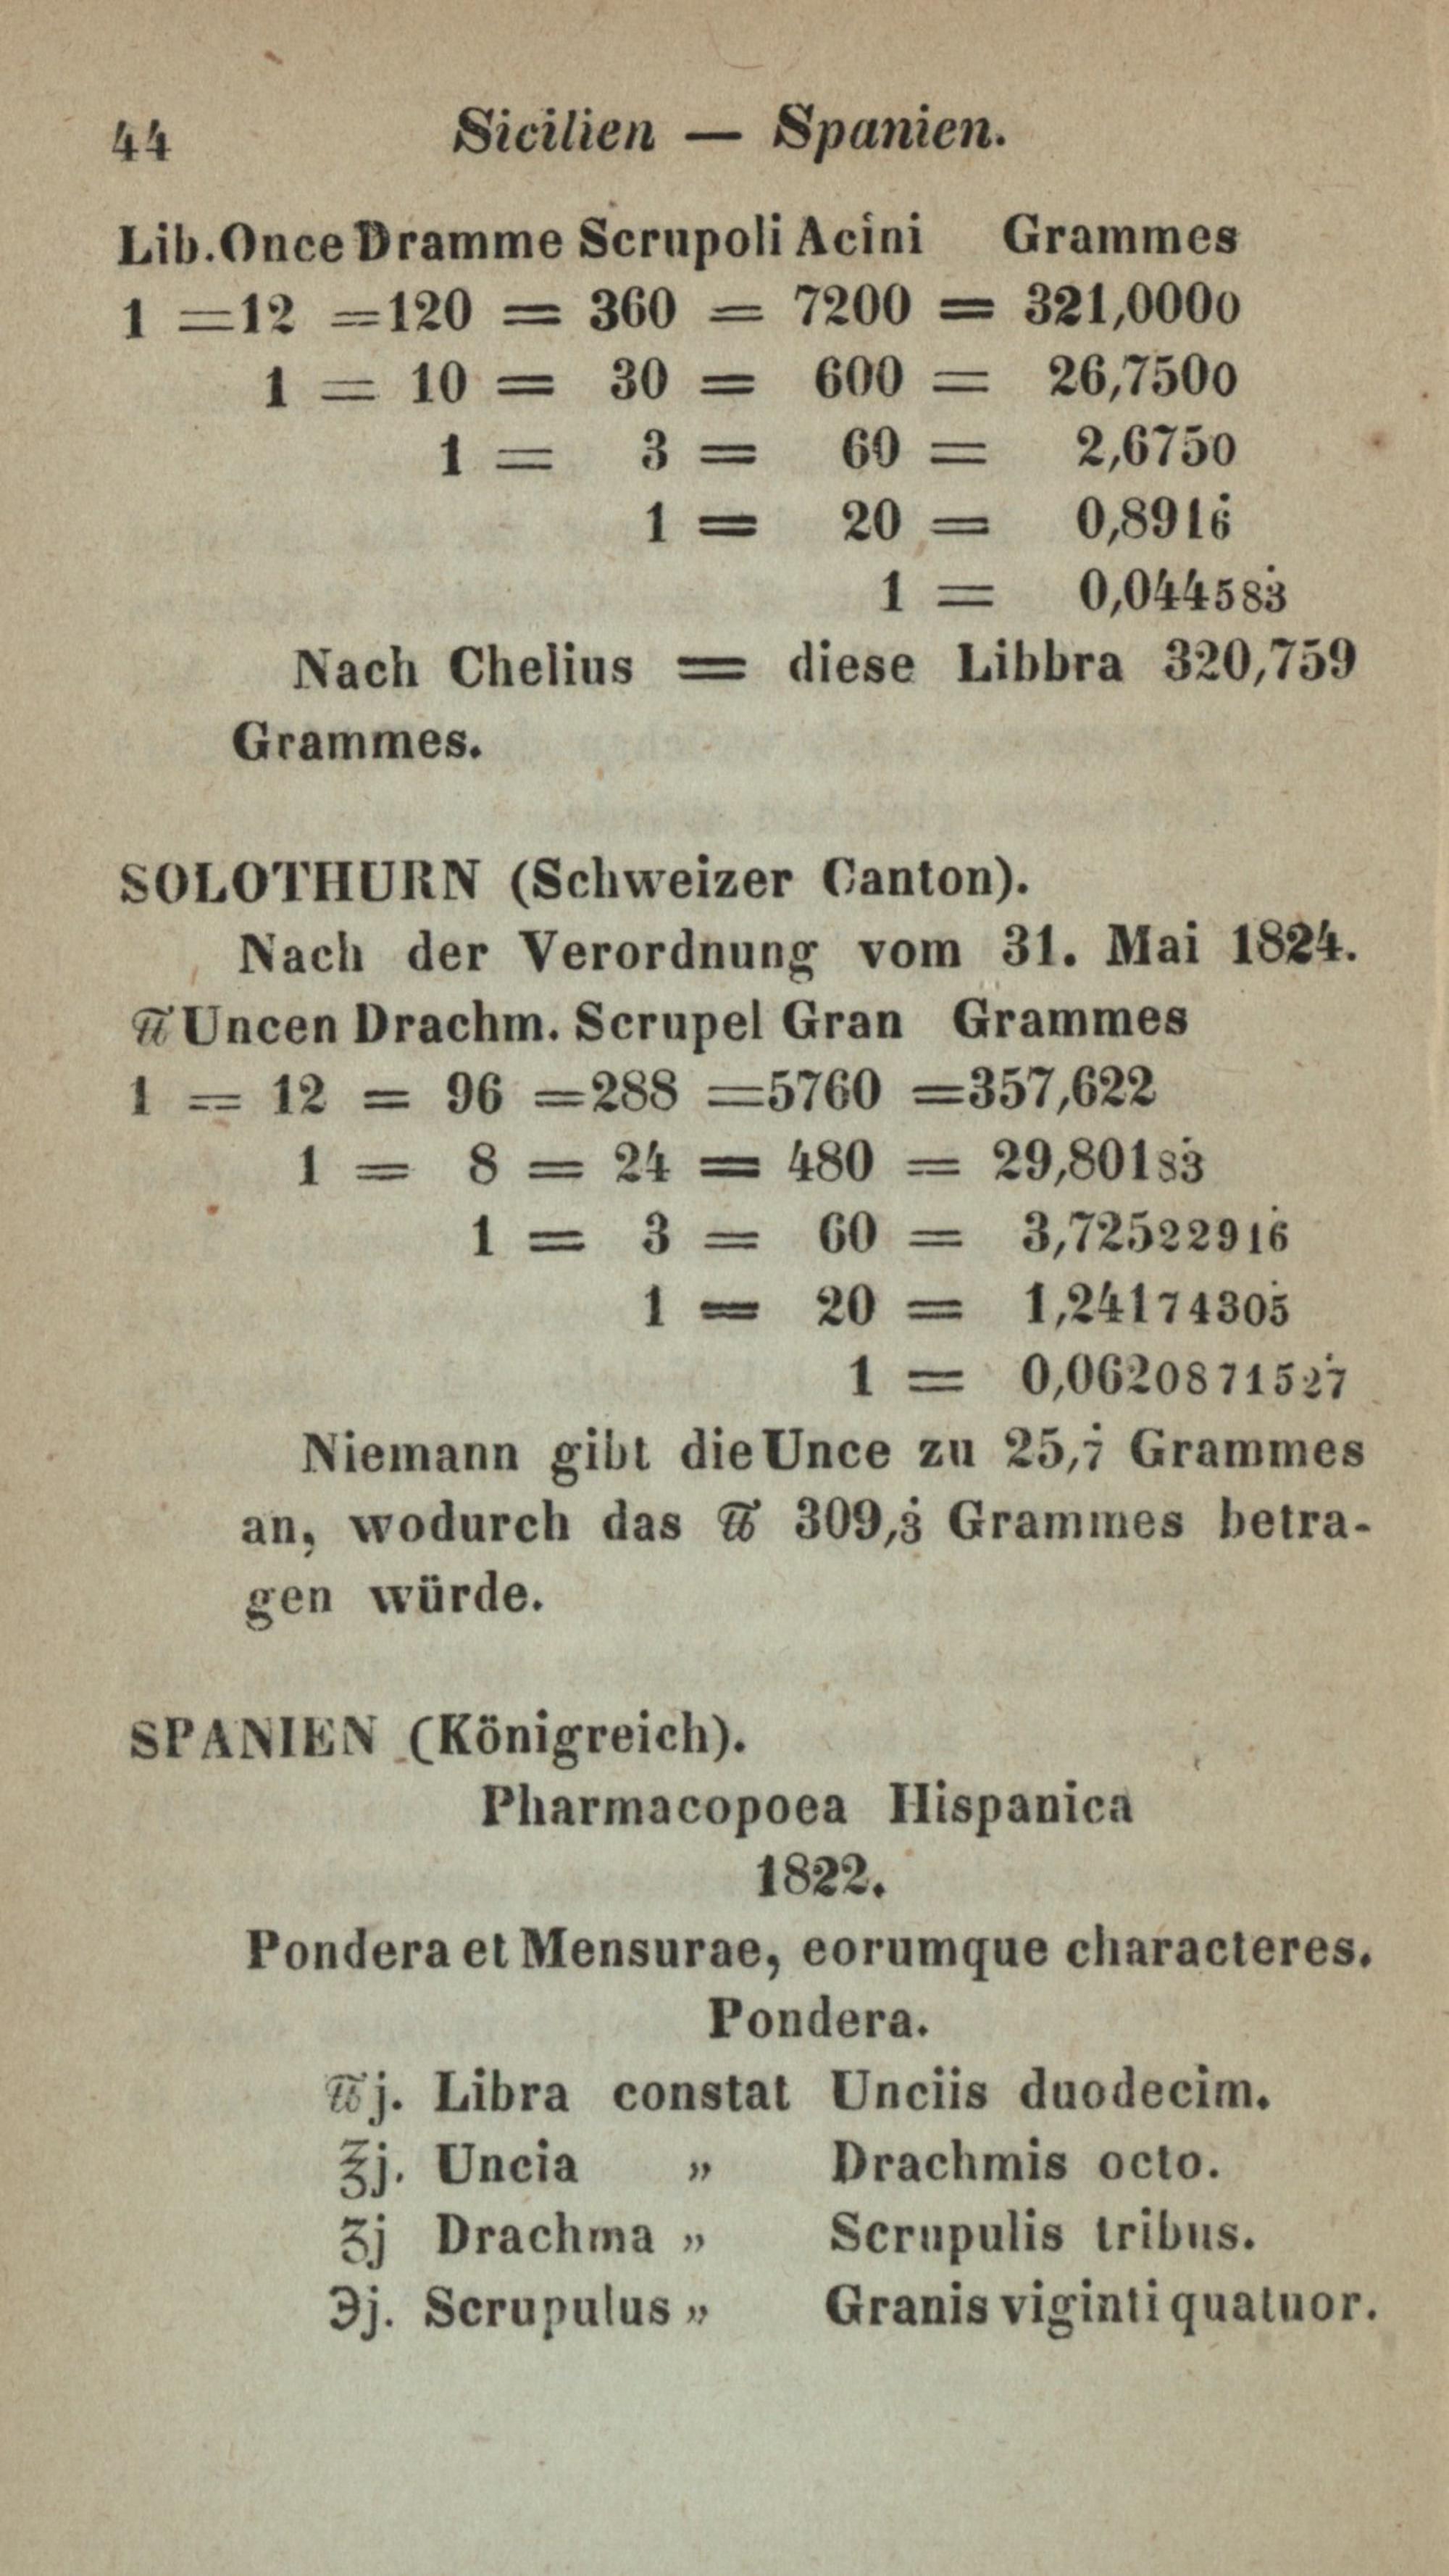 44 Sicilien — Spanien.
Lib. Once Dramme Scrupoli Acini Grammes
1 = 12 = 120 = 360 = 7200 = 321,0000
1 = 10 = 30 = 600 = 26,7500
1 = 3 = 60 = 2,6750
1 = 20 = 0,8916̇
1 = 0,044583̇
Nach Chelius = diese Libbra 320,759
Grammes.
SOLOTHURN (Schweizer Canton).
Nach der Verordnung vom 31. Mai 1824.
℔ Uncen Drachm. Scrupel Gran Grammes
1 = 12 = 96 = 288 = 5760 = 357,622
1 = 8 = 24 = 480 = 29,80183̇
1 = 3 = 60 = 3,72522916̇
1 = 20 = 1,24174305̇
1 = 0,0620871527̇
Niemann gibt die Unce zu 25,7̇ Grammes
an, wodurch das ℔ 309,3̇ Grammes betra-
gen würde.
SPANIEN (Königreich).
Pharmacopoea Hispanica
1822.
Pondera et Mensurae, eorumque characteres.
Pondera.
℔j. Libra constat Unciis duodecim.
℥j. Uncia „ Drachmis octo.
ʒj Drachma „ Scrupulis tribus.
℈j. Scrupulus „ Granis viginti quatuor.